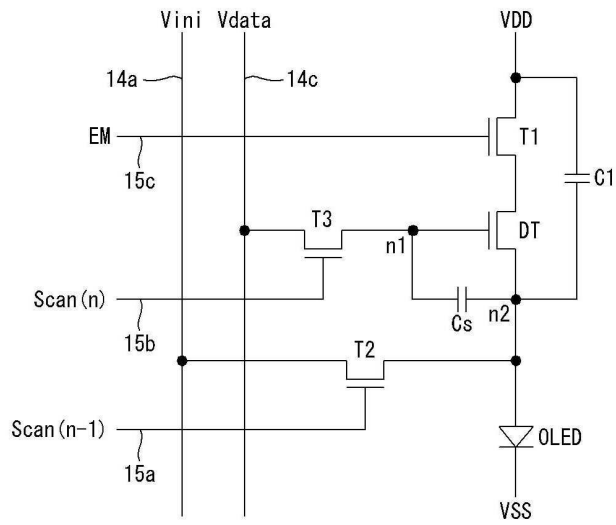 Vini Vdata VDD
14a 14c
EM T1
15c C1
T3 DT
n1
Scan(n) n2
Cs
15b
T2
Scan(n-1) OLED
15a
VSS